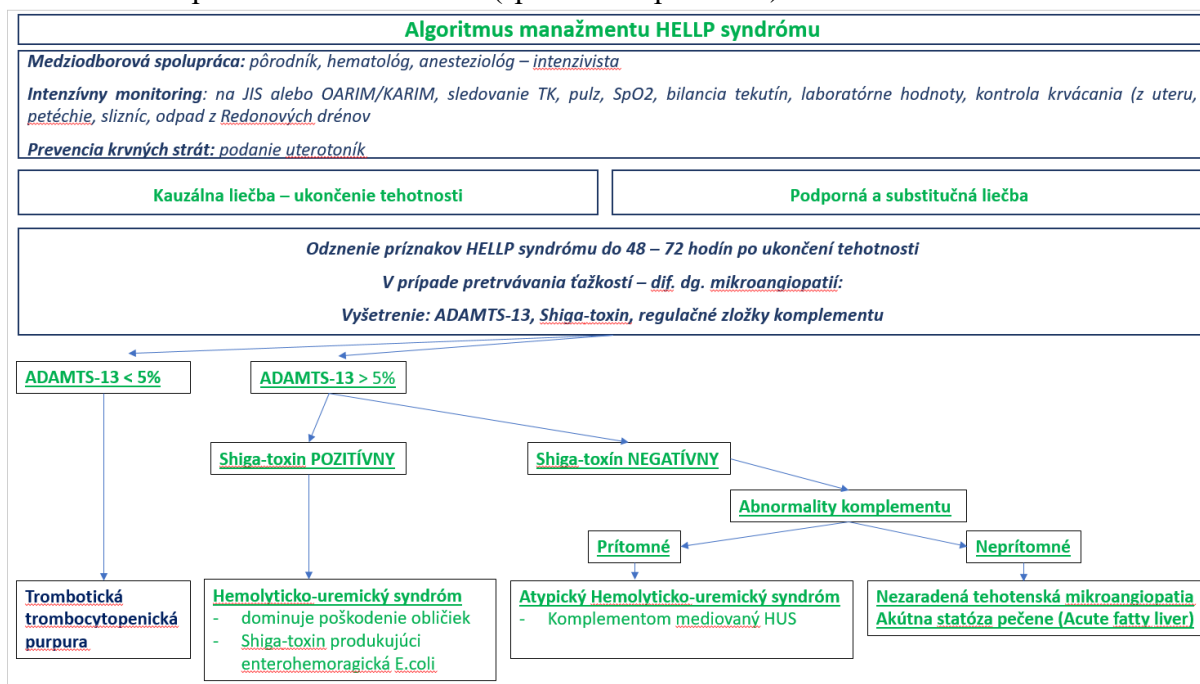 Algoritmus manažmentu HELLP syndrómu
Medziodborová spolupráca: pôrodník, hematológ, anesteziológ – intenzivista
Intenzívny monitoring: na JIS alebo OARIM/KARIM, sledovanie TK, pulz, SpO2, bilancia tekutín, laboratórne hodnoty, kontrola krvácania (z uteru,
petéchie, slizníc, odpad z Redonových drénov
Prevencia krvných strát: podanie uterotoník
Kauzálna liečba – ukončenie tehotnosti
Podporná a substitučná liečba
Odznenie príznakov HELLP syndrómu do 48 – 72 hodín po ukončení tehotnosti
V prípade pretrvávania ťažkostí – dif. dg. mikroangiopatií:
Vyšetrenie: ADAMTS-13, Shiga-toxin, regulačné zložky komplementu
ADAMTS-13 < 5%
ADAMTS-13 > 5%
Shiga-toxin POZITÍVNY
Shiga-toxín NEGATÍVNY
Abnormality komplementu
Prítomné
Neprítomné
Trombotická
trombocytopenická
purpura
Hemolyticko-uremický syndróm
- dominuje poškodenie obličiek
- Shiga-toxin produkujúci
enterohemoragická E.coli
Atypický Hemolyticko-uremický syndróm
- Komplementom mediovaný HUS
Nezaradená tehotenská mikroangiopatia
Akútna statóza pečene (Acute fatty liver)